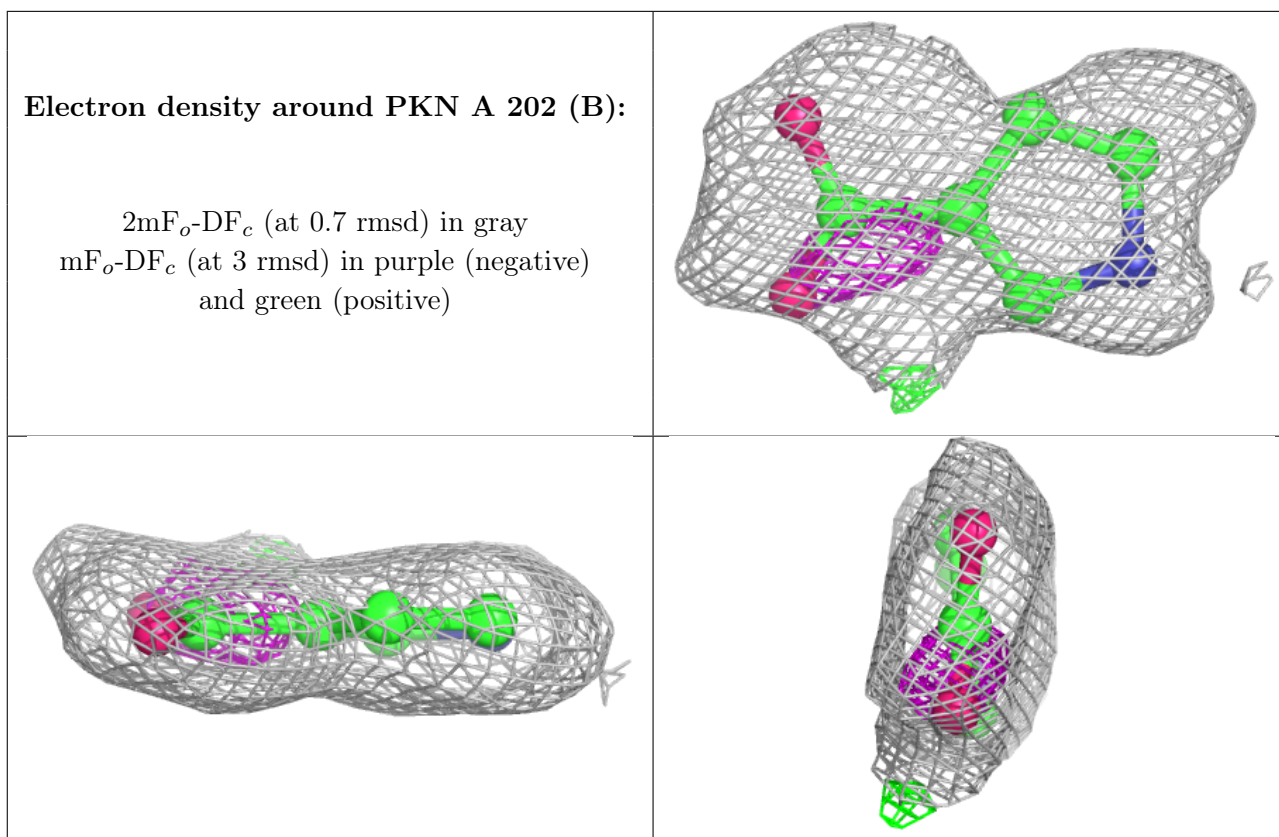 Electron density around PKN A 202 (B):
2mFₒ-DF𝒸 (at 0.7 rmsd) in gray
mFₒ-DF𝒸 (at 3 rmsd) in purple (negative)
and green (positive)